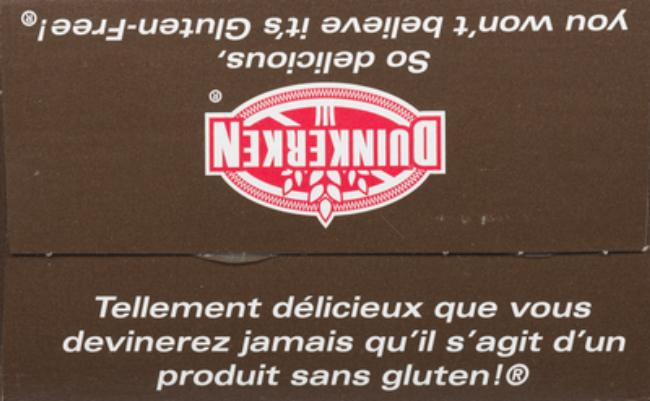 So delicious,
you won't believe it's Gluten-Free!®
DUINKERKEN
®
Tellement délicieux que vous
devinerez jamais qu'il s'agit d'un
produit sans gluten!®